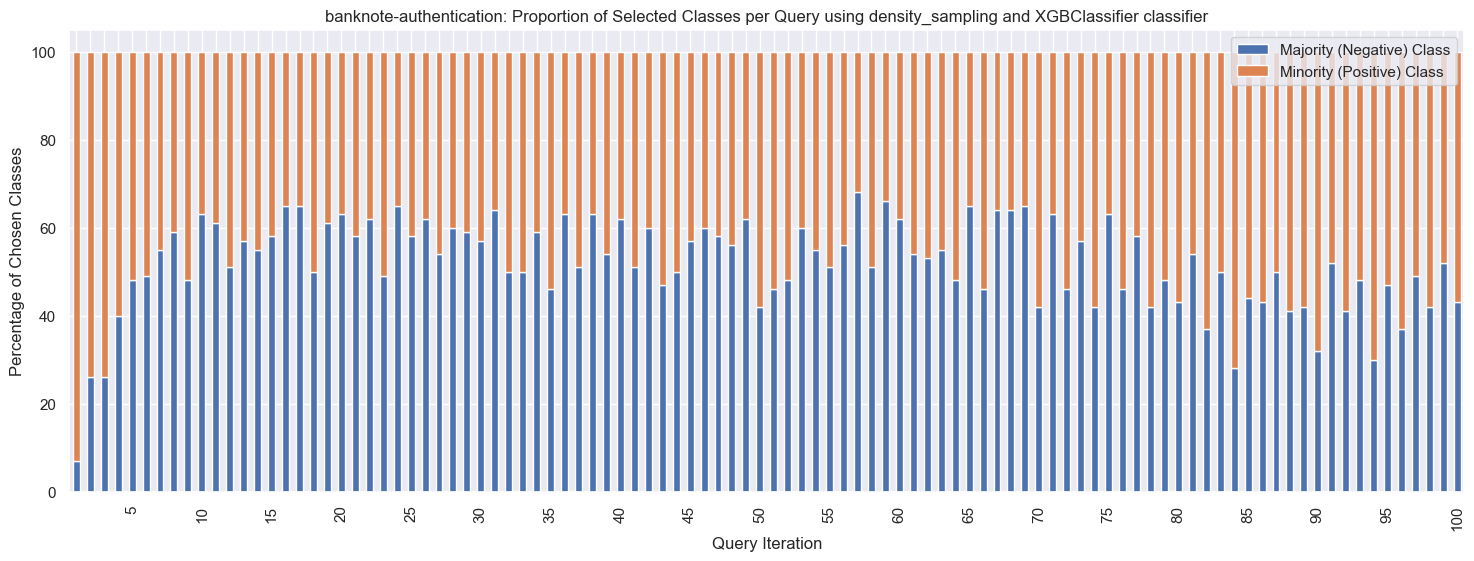 banknote-authentication: Proportion of Selected Classes per Query using density_sampling and XGBClassifier classifier
Majority (Negative) Class
Minority (Positive) Class
Percentage of Chosen Classes
100
80
60
40
20
0
5 10 15 20 25 30 35 40 45 50 55 60 65 70 75 80 85 90 95 100
Query Iteration